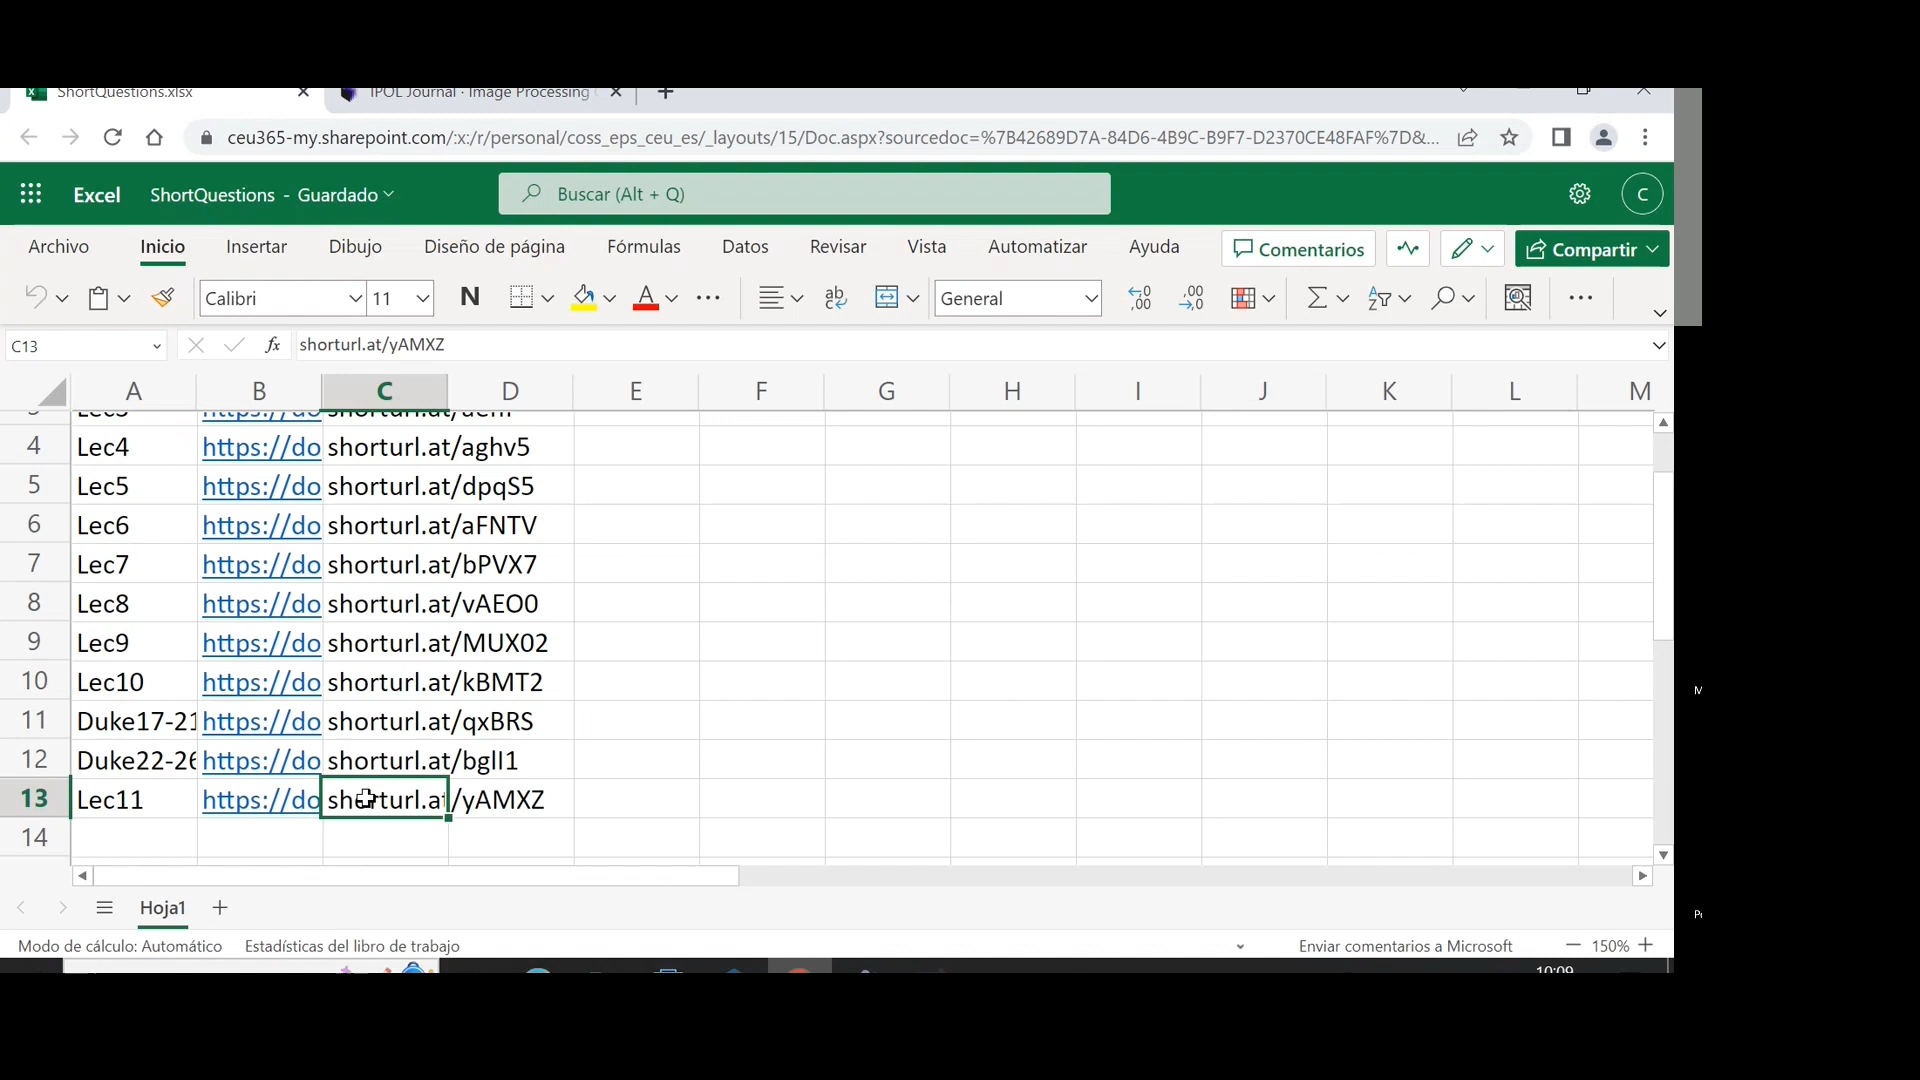 ShortQuestions.xlsx
IPOL Journal · Image Processing
ceu365-my.sharepoint.com/:x:/r/personal/coss_eps_ceu_es/_layouts/15/Doc.aspx?sourcedoc=%7B42689D7A-84D6-4B9C-B9F7-D2370CE48FAF%7D&...
Excel ShortQuestions - Guardado Buscar (Alt + Q) C
Archivo Inicio Insertar Dibujo Diseño de página Fórmulas Datos Revisar Vista Automatizar Ayuda Comentarios Compartir
Calibri 11 N A ab General
C13 fx shorturl.at/yAMXZ
A B C D E F G H I J K L M
4 Lec4 https://do shorturl.at/aghv5
5 Lec5 https://do shorturl.at/dpqS5
6 Lec6 https://do shorturl.at/aFNTV
7 Lec7 https://do shorturl.at/bPVX7
8 Lec8 https://do shorturl.at/vAEO0
9 Lec9 https://do shorturl.at/MUX02
10 Lec10 https://do shorturl.at/kBMT2
11 Duke17-21 https://do shorturl.at/qxBRS
12 Duke22-26 https://do shorturl.at/bglI1
13 Lec11 https://do shorturl.at/yAMXZ
14
Hoja1
Modo de cálculo: Automático Estadísticas del libro de trabajo Enviar comentarios a Microsoft 150%
10:09